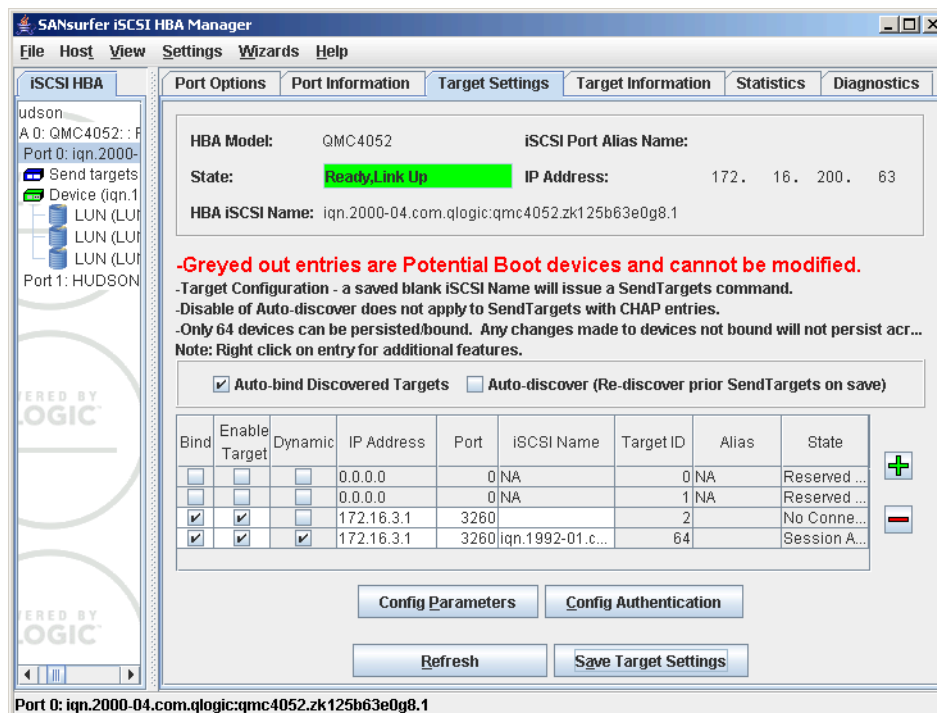 SANsurfer iSCSI HBA Manager
File Host View Settings Wizards Help
iSCSI HBA
Port Options Port Information Target Settings Target Information Statistics Diagnostics
udson
A 0: QMC4052: : F
Port 0: iqn.2000-
Send targets
Device (iqn.1
LUN (LUI
LUN (LUI
LUN (LUI
Port 1: HUDSON
HBA Model: QMC4052 iSCSI Port Alias Name:
State: Ready,Link Up IP Address: 172. 16. 200. 63
HBA iSCSI Name: iqn.2000-04.com.qlogic:qmc4052.zk125b63e0g8.1
-Greyed out entries are Potential Boot devices and cannot be modified.
-Target Configuration - a saved blank iSCSI Name will issue a SendTargets command.
-Disable of Auto-discover does not apply to SendTargets with CHAP entries.
-Only 64 devices can be persisted/bound. Any changes made to devices not bound will not persist acr...
Note: Right click on entry for additional features.
Auto-bind Discovered Targets Auto-discover (Re-discover prior SendTargets on save)
Bind Enable Target Dynamic IP Address Port iSCSI Name Target ID Alias State
0.0.0.0 0 NA 0 NA Reserved ...
0.0.0.0 0 NA 1 NA Reserved ...
172.16.3.1 3260 2 No Conne...
172.16.3.1 3260 iqn.1992-01.c... 64 Session A...
Config Parameters Config Authentication
Refresh Save Target Settings
ERED BY
OGIC
ERED BY
OGIC
Port 0: iqn.2000-04.com.qlogic:qmc4052.zk125b63e0g8.1